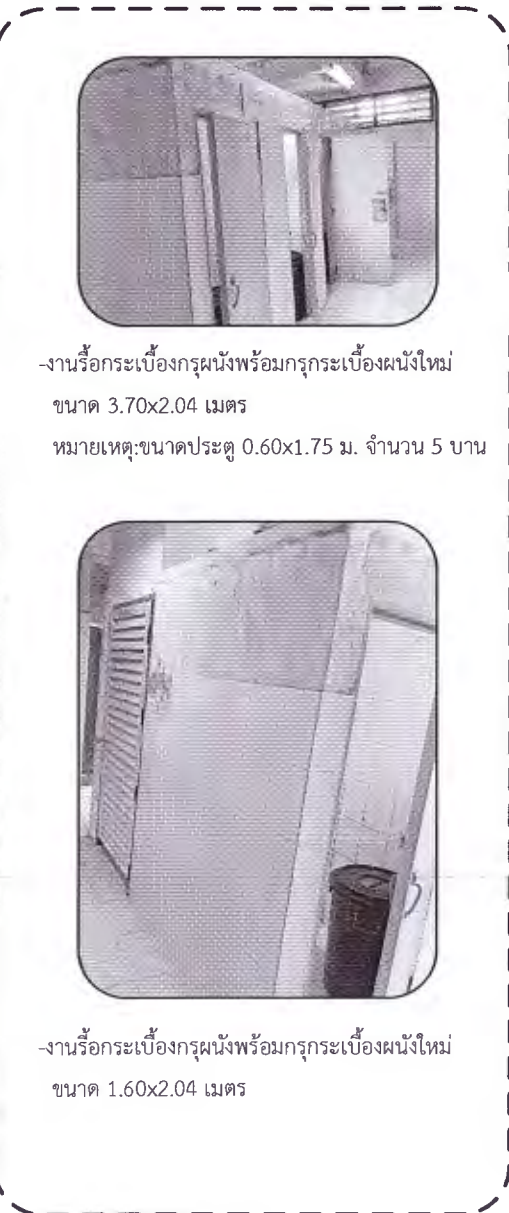 -งานรื้อกระเบื้องกรุผนังพร้อมกรุกระเบื้องผนังใหม่
ขนาด 3.70x2.04 เมตร
หมายเหตุ:ขนาดประตู 0.60x1.75 ม. จำนวน 5 บาน
-งานรื้อกระเบื้องกรุผนังพร้อมกรุกระเบื้องผนังใหม่
ขนาด 1.60x2.04 เมตร